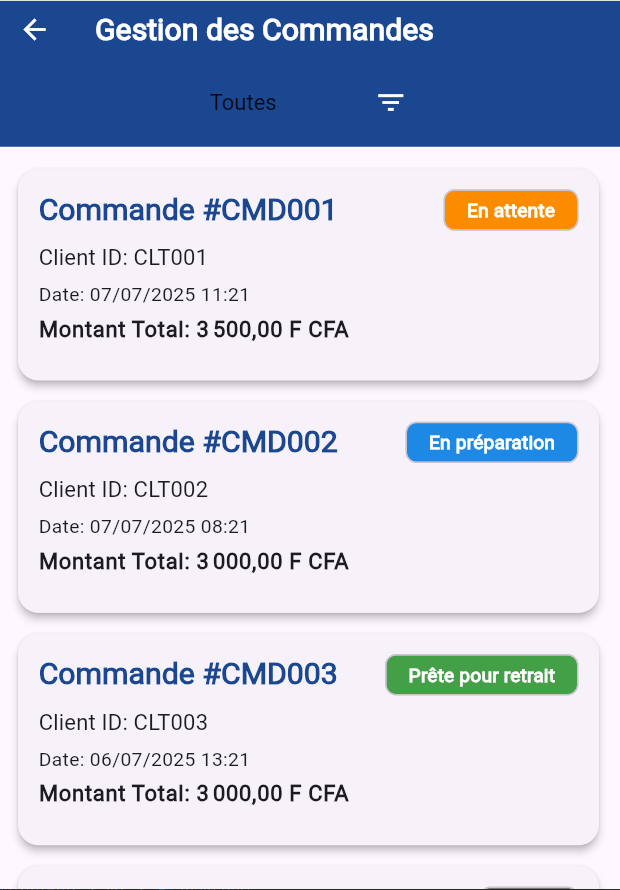 Gestion des Commandes
Toutes
Commande #CMD001
En attente
Client ID: CLT001
Date: 07/07/2025 11:21
Montant Total: 3 500,00 F CFA
Commande #CMD002
En préparation
Client ID: CLT002
Date: 07/07/2025 08:21
Montant Total: 3 000,00 F CFA
Commande #CMD003
Prête pour retrait
Client ID: CLT003
Date: 06/07/2025 13:21
Montant Total: 3 000,00 F CFA